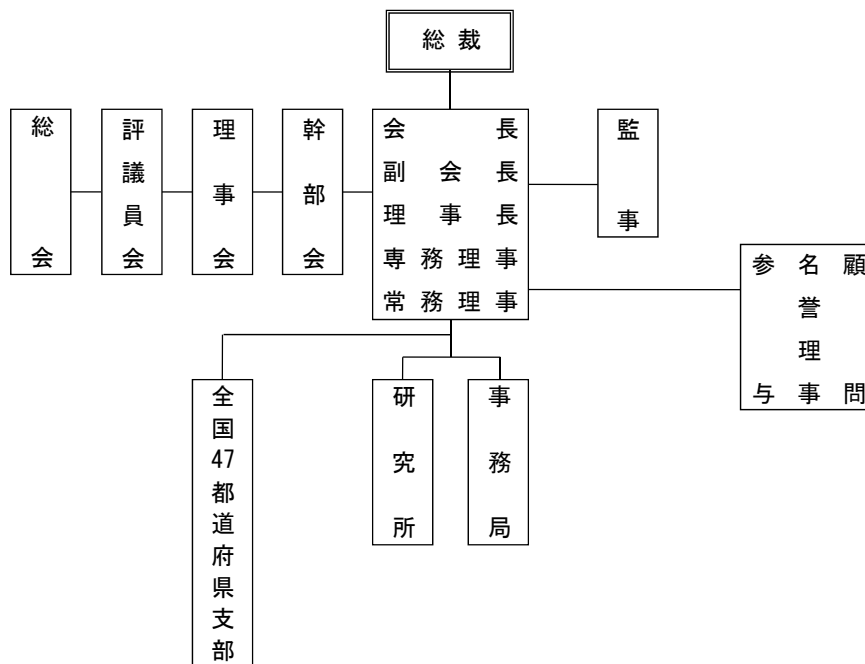 総裁
総会
評議員会
理事会
幹部会
会長
副会長
理事長
専務理事
常務理事
監事
顧問
名誉理事
参与
全国47都道府県支部
研究所
事務局